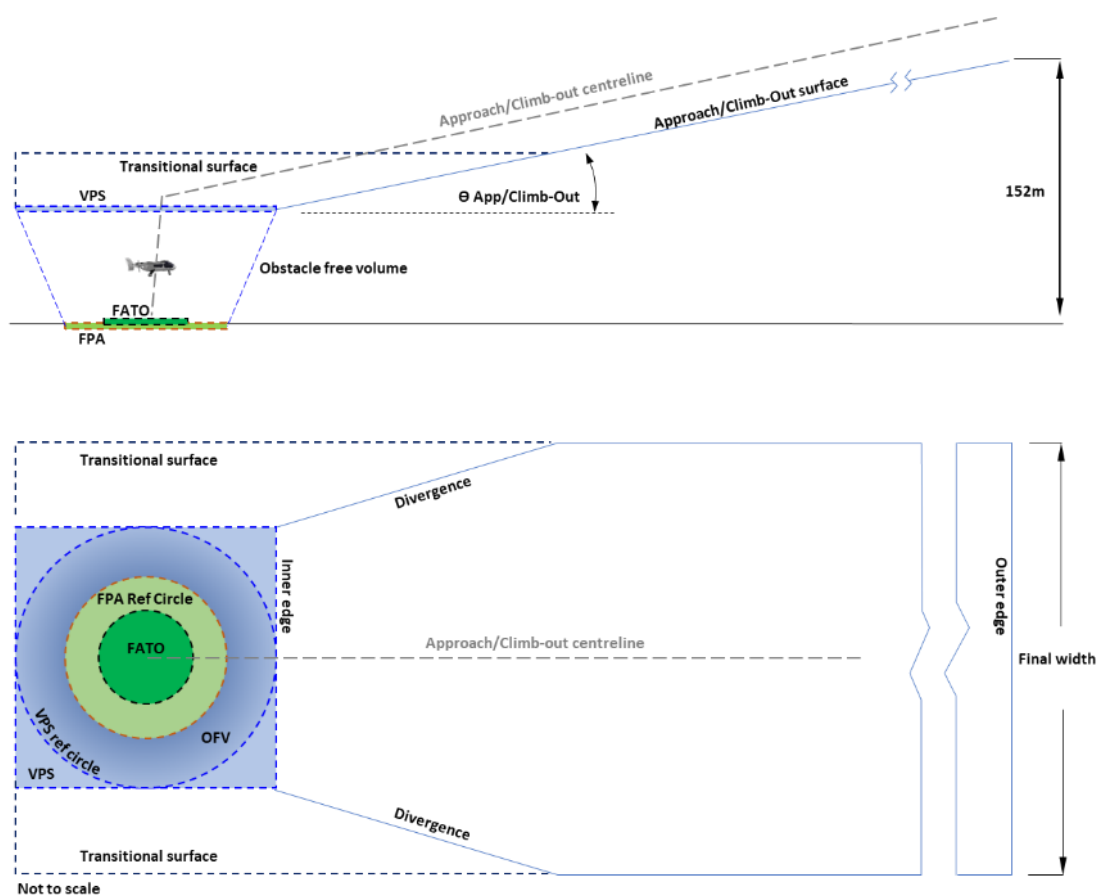 Approach/Climb-out centreline
Approach/Climb-Out surface
Transitional surface
VPS
Ɵ App/Climb-Out
152m
Obstacle free volume
FATO
FPA
Transitional surface
Divergence
Inner edge
Outer edge
FPA Ref Circle
FATO
Approach/Climb-out centreline
Final width
VPS ref circle
OFV
VPS
Divergence
Transitional surface
Not to scale